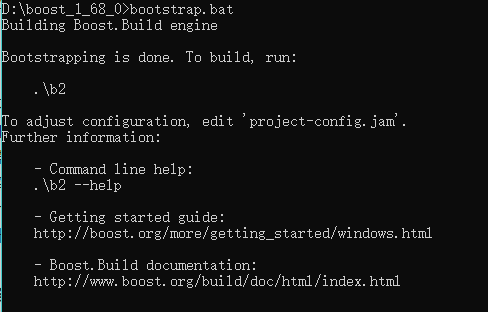 D:\boost_1_68_0>bootstrap.bat
Building Boost.Build engine
Bootstrapping is done. To build, run:
.\b2
To adjust configuration, edit 'project-config.jam'.
Further information:
- Command line help:
.\b2 --help
- Getting started guide:
http://boost.org/more/getting_started/windows.html
- Boost.Build documentation:
http://www.boost.org/build/doc/html/index.html